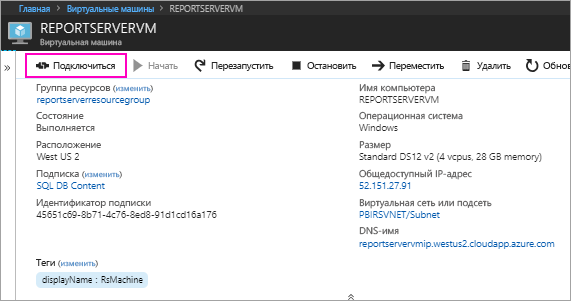 Главная > Виртуальные машины > REPORTSERVERVM
REPORTSERVERVM
Виртуальная машина
» Подключиться Начать Перезапустить Остановить Переместить Удалить Обнов
Группа ресурсов (изменить)
reportserverresourcegroup
Состояние
Выполняется
Расположение
West US 2
Подписка (изменить)
SQL DB Content
Идентификатор подписки
45651c69-8b71-4c76-8ed8-91d1cd16a176
Имя компьютера
REPORTSERVERVM
Операционная система
Windows
Размер
Standard DS12 v2 (4 vcpus, 28 GB memory)
Общедоступный IP-адрес
52.151.27.91
Виртуальная сеть или подсеть
PBIRSVNET/Subnet
DNS-имя
reportservervmip.westus2.cloudapp.azure.com
Теги (изменить)
displayName : RsMachine